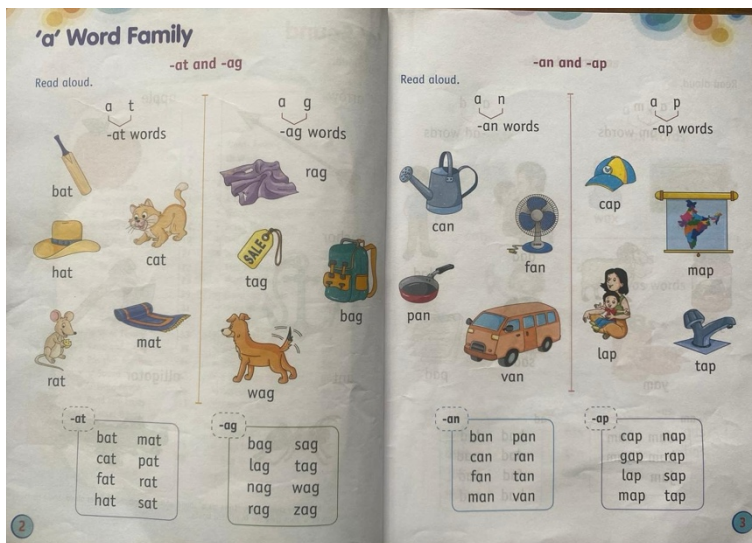 'a' Word Family
-at and -ag
Read aloud.
a t
-at words
bat
hat
cat
rat
mat
a g
-ag words
rag
SALE
tag
bag
wag
-at
bat mat
cat pat
fat rat
hat sat
-ag
bag sag
lag tag
nag wag
rag zag
2
-an and -ap
Read aloud.
a n
-an words
can
fan
pan
van
a p
-ap words
cap
map
lap
tap
-an
ban pan
can ran
fan tan
man van
-ap
cap nap
gap rap
lap sap
map tap
3